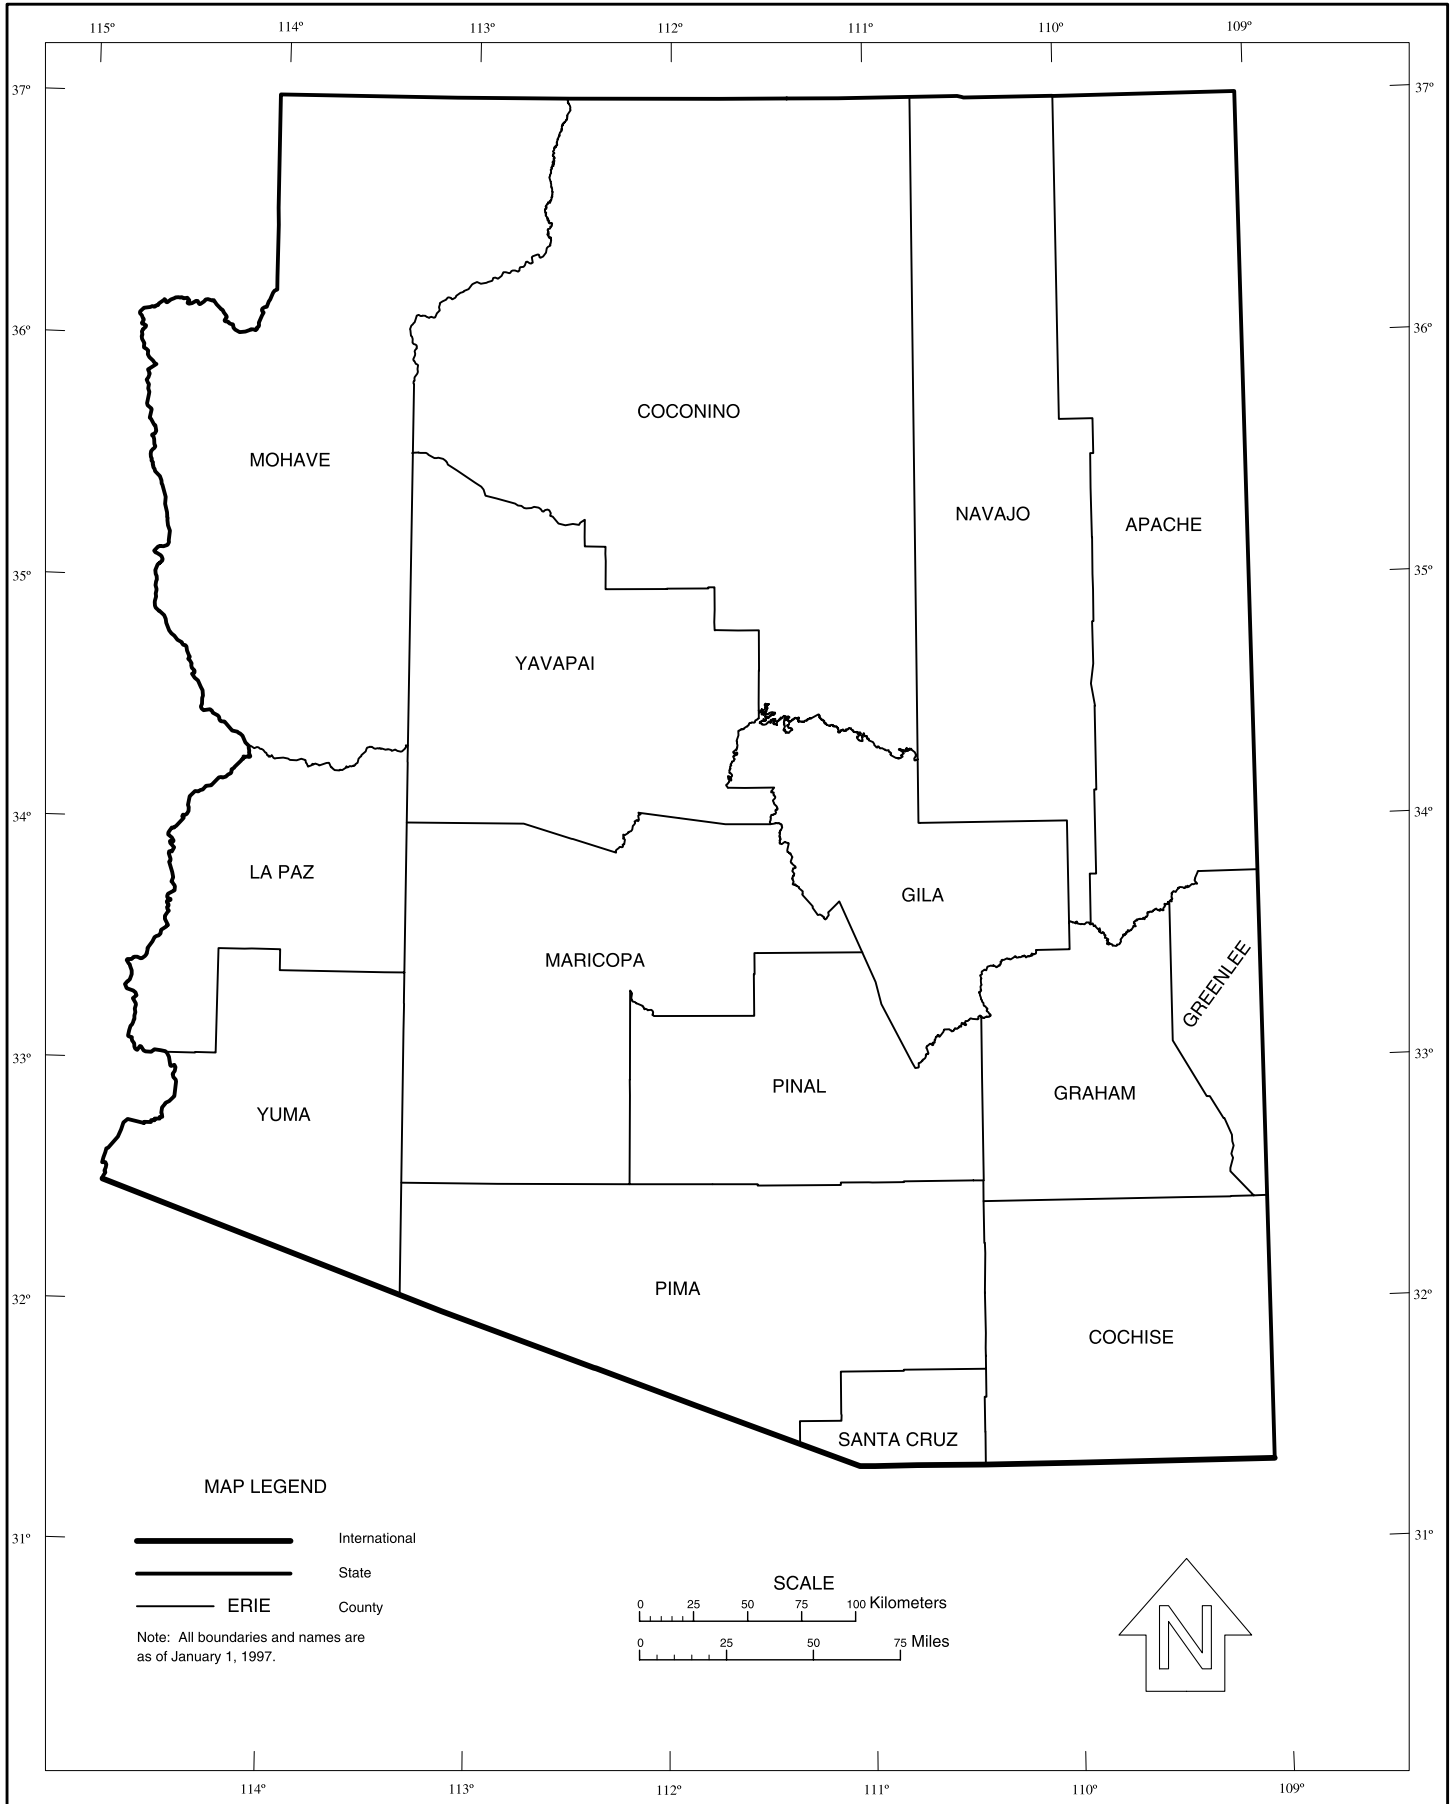 115º 114º 113º 112º 111º 110º 109º
37º 37º
36º 36º
COCONINO
MOHAVE
NAVAJO
APACHE
35º 35º
YAVAPAI
34º 34º
LA PAZ
GILA
MARICOPA
GREENLEE
33º 33º
PINAL
GRAHAM
YUMA
PIMA
32º 32º
COCHISE
SANTA CRUZ
MAP LEGEND
31º 31º
International
State
ERIE County
Note: All boundaries and names are
as of January 1, 1997.
SCALE
0 25 50 75 100 Kilometers
0 25 50 75 Miles
N
114º 113º 112º 111º 110º 109º